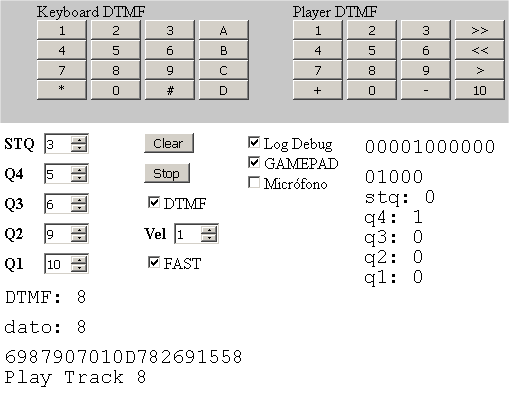 Keyboard DTMF Player DTMF
1 2 3 A 1 2 3 >>
4 5 6 B 4 5 6 <<
7 8 9 C 7 8 9 >
* 0 # D + 0 - 10
STQ 3 Clear Log Debug 00001000000
GAMEPAD
Q4 5 Stop Micrófono 01000
stq: 0
Q3 6 DTMF q4: 1
q3: 0
Q2 9 Vel 1 q2: 0
Q1 10 FAST q1: 0
DTMF: 8
dato: 8
6987907010D782691558
Play Track 8